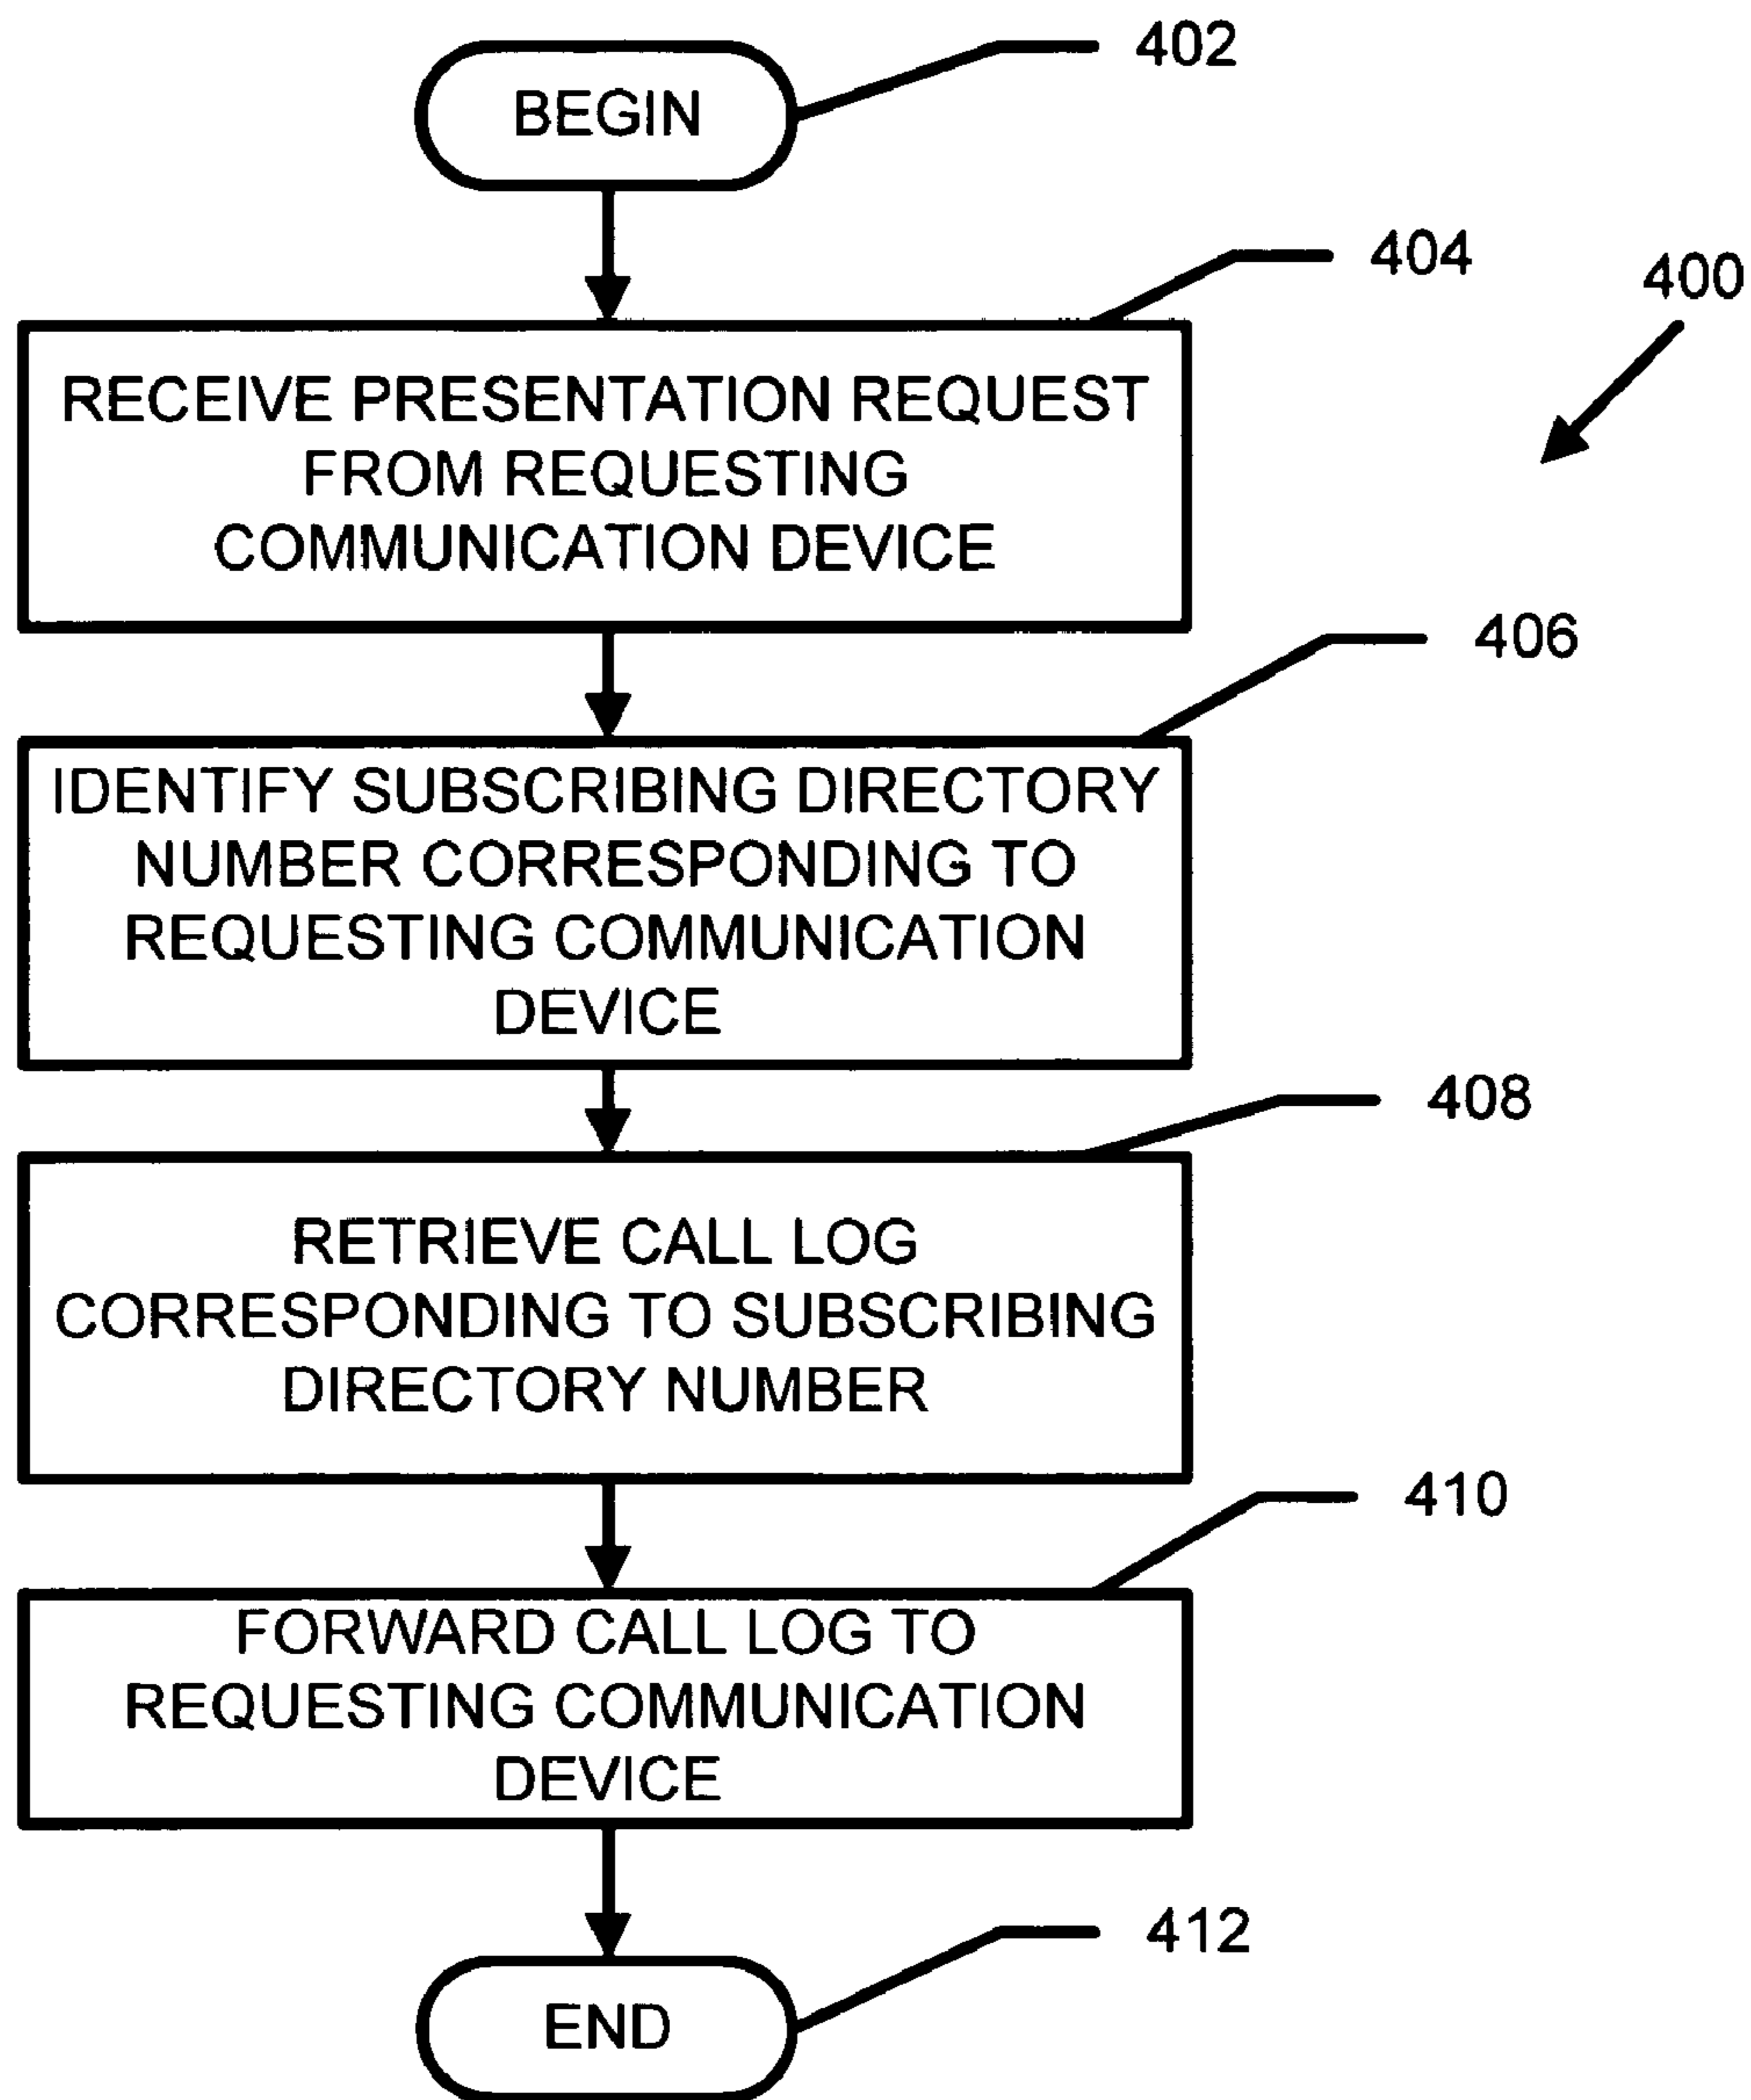 402
BEGIN
404
400
RECEIVE PRESENTATION REQUEST
FROM REQUESTING
COMMUNICATION DEVICE
406
IDENTIFY SUBSCRIBING DIRECTORY
NUMBER CORRESPONDING TO
REQUESTING COMMUNICATION
DEVICE
408
RETRIEVE CALL LOG
CORRESPONDING TO SUBSCRIBING
DIRECTORY NUMBER
410
FORWARD CALL LOG TO
REQUESTING COMMUNICATION
DEVICE
412
END